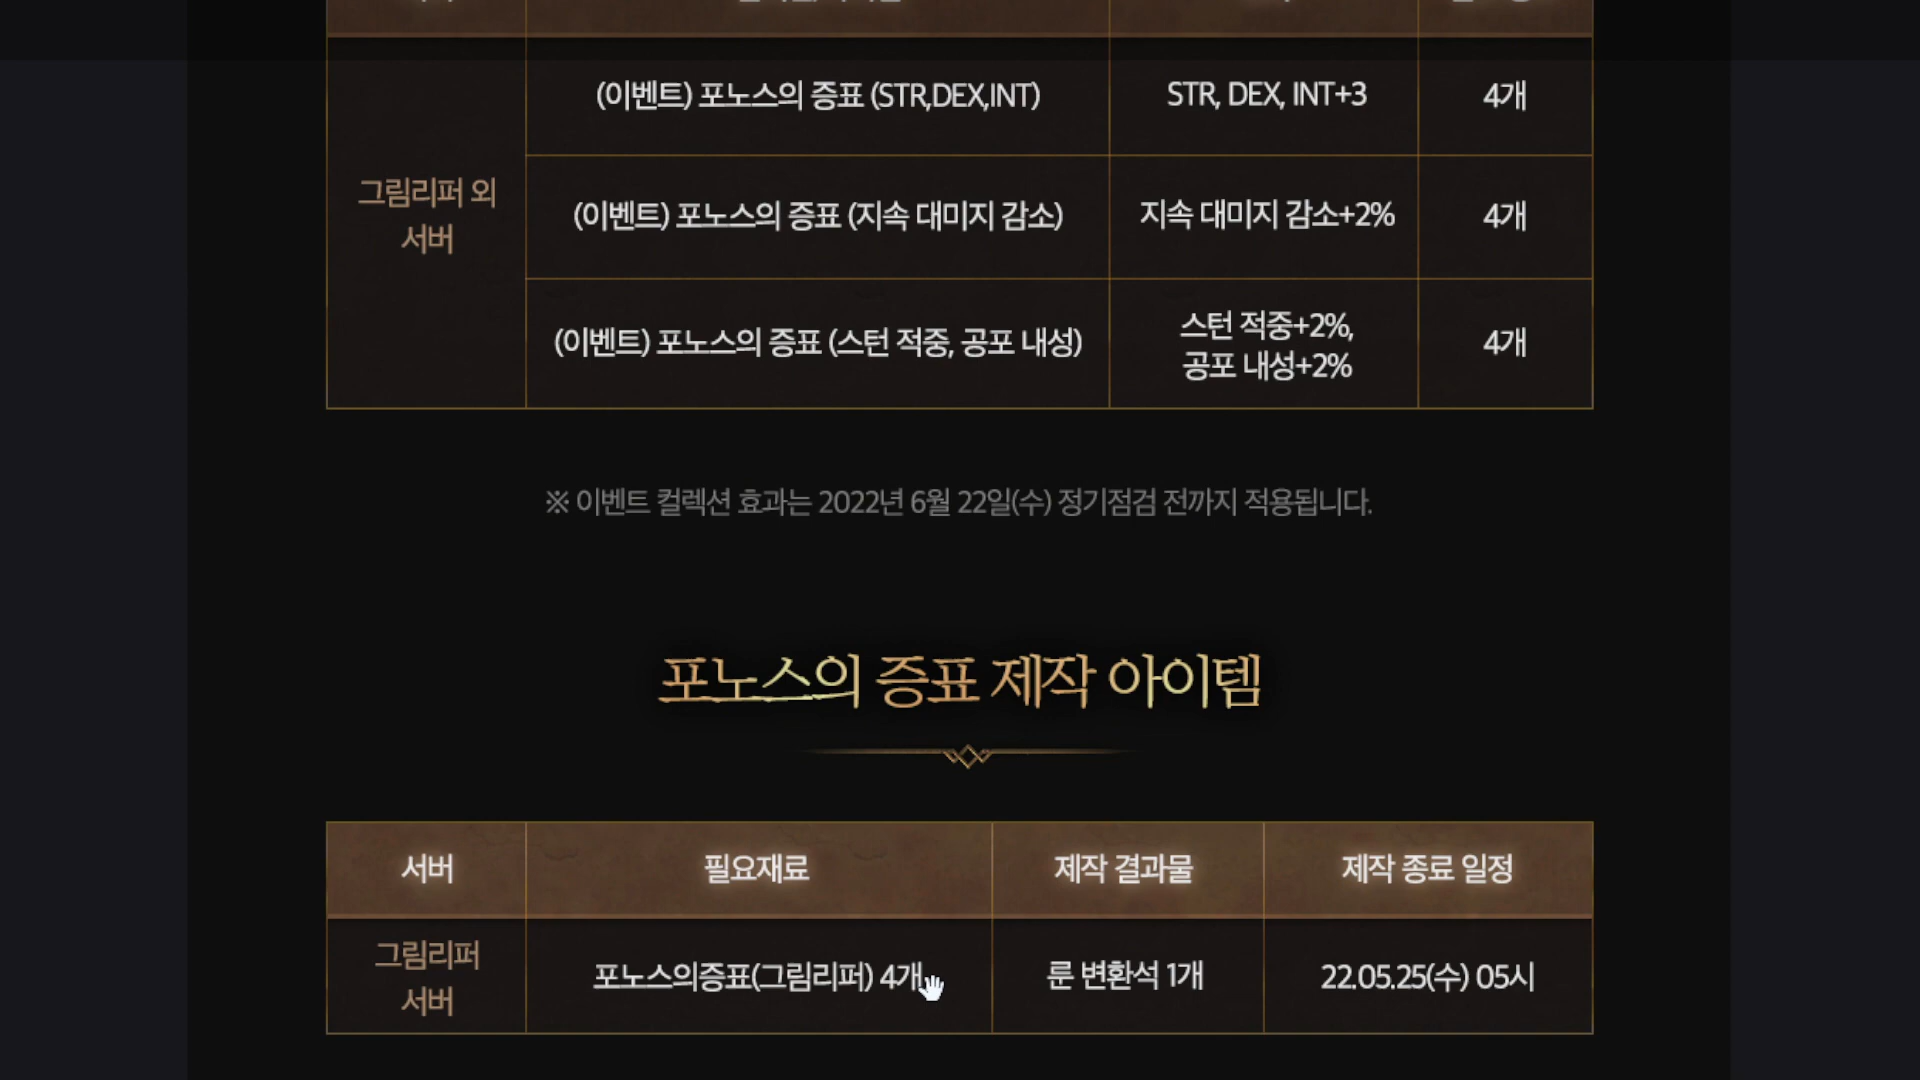 (이벤트) 포노스의 증표 (STR,DEX,INT)
STR, DEX, INT+3
4개
그림리퍼 외
서버
(이벤트) 포노스의 증표 (지속 대미지 감소)
지속 대미지 감소+2%
4개
(이벤트) 포노스의 증표 (스턴 적중, 공포 내성)
스턴 적중+2%,
공포 내성+2%
4개
※ 이벤트 컬렉션 효과는 2022년 6월 22일(수) 정기점검 전까지 적용됩니다.
포노스의 증표 제작 아이템
서버
필요재료
제작 결과물
제작 종료 일정
그림리퍼
서버
포노스의증표(그림리퍼) 4개
룬 변환석 1개
22.05.25(수) 05시